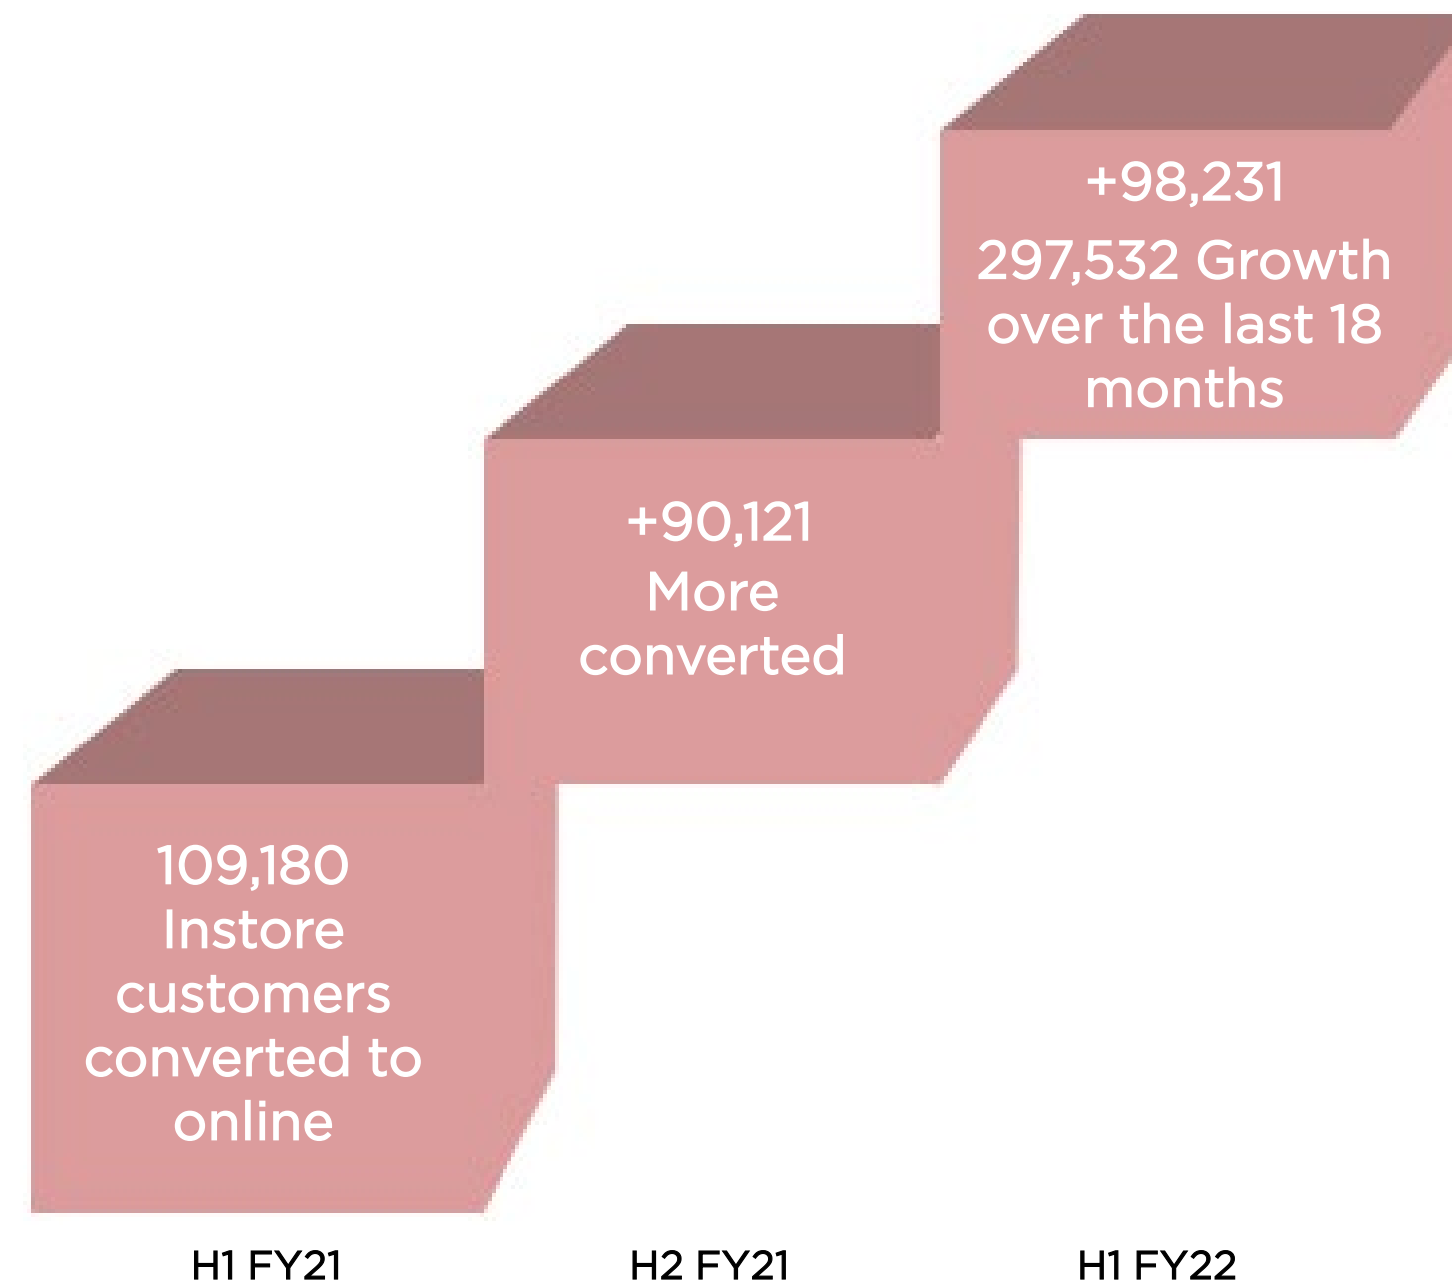 +98,231
297,532 Growth
over the last 18
months
+90,121
More
converted
109,180
Instore
customers
converted to
online
H1 FY21
H2 FY21
H1 FY22